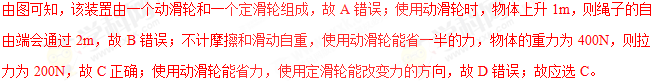 由图可知，该装置由一个动滑轮和一个定滑轮组成，故 A 错误；使用动滑轮时，物体上升 1m，则绳子的自
由端会通过 2m，故 B 错误；不计摩擦和滑动自重，使用动滑轮能省一半的力，物体的重力为 400N，则拉
力为 200N，故 C 正确；使用动滑轮能省力，使用定滑轮能改变力的方向，故 D 错误；故应选 C。